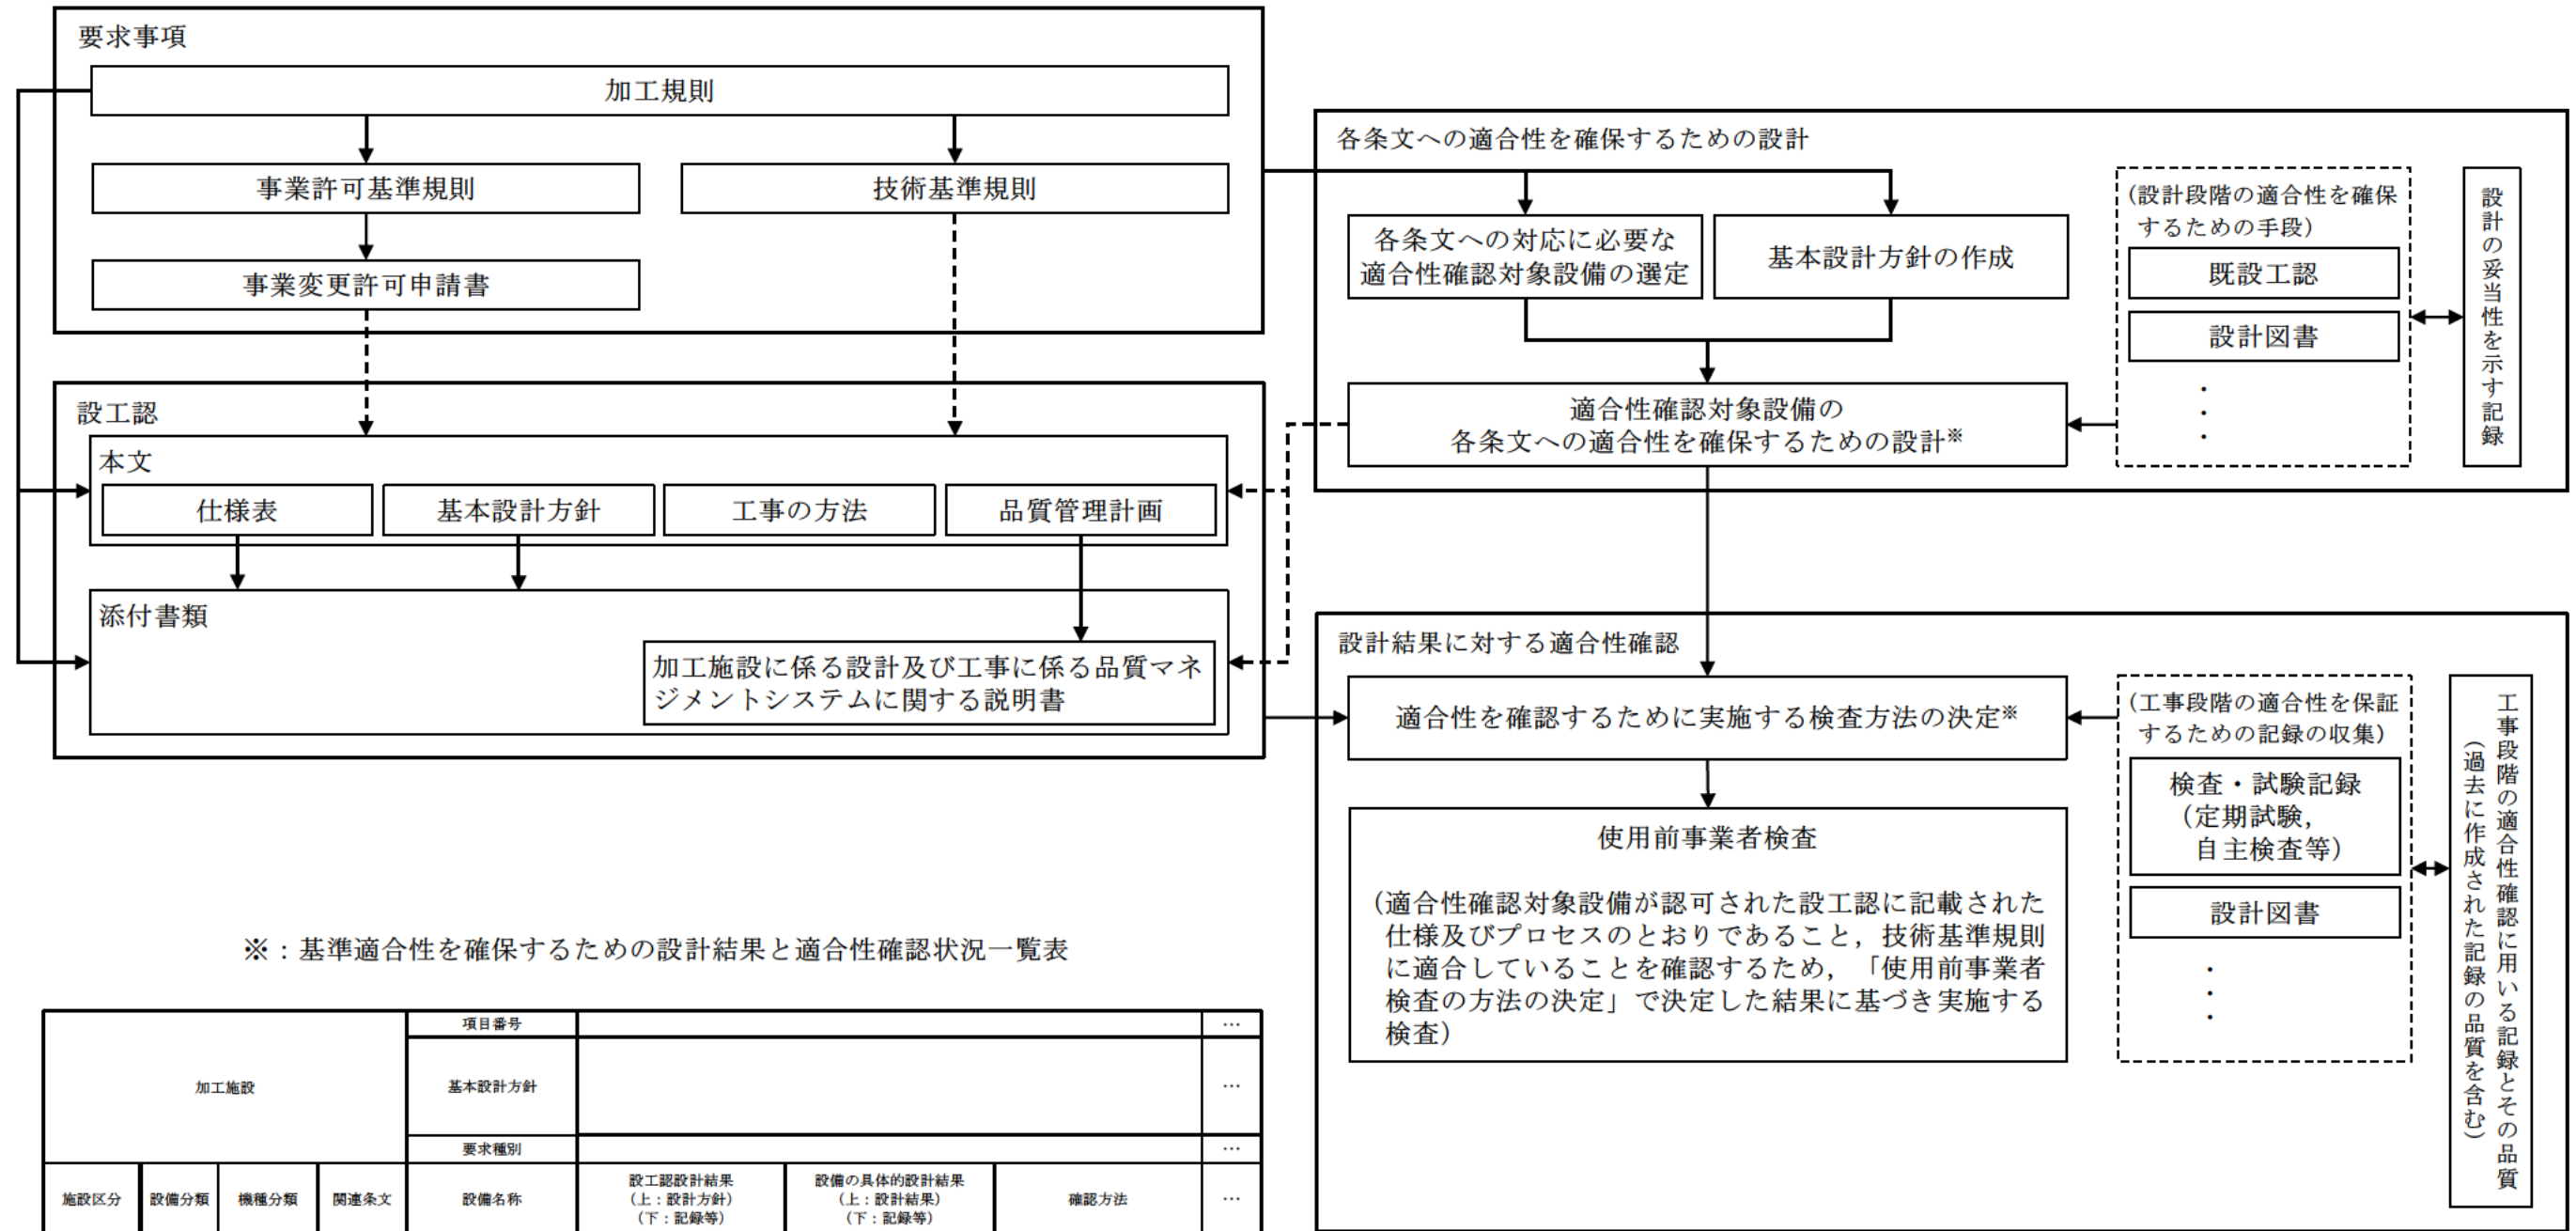 要求事項
加工規則
事業許可基準規則
技術基準規則
事業変更許可申請書
設工認
本文
仕様表
基本設計方針
工事の方法
品質管理計画
添付書類
加工施設に係る設計及び工事に係る品質マネ
ジメントシステムに関する説明書
各条文への適合性を確保するための設計
各条文への対応に必要な
適合性確認対象設備の選定
基本設計方針の作成
(設計段階の適合性を確保
するための手段)
既設工認
設計図書
・
・
・
設計の妥当性を示す記録
適合性確認対象設備の
各条文への適合性を確保するための設計※
設計結果に対する適合性確認
適合性を確認するために実施する検査方法の決定※
(工事段階の適合性を保証
するための記録の収集)
検査・試験記録
(定期試験,
自主検査等)
設計図書
・
・
・
工事段階の適合性確認に用いる記録とその品質
(過去に作成された記録の品質を含む)
使用前事業者検査
(適合性確認対象設備が認可された設工認に記載された
仕様及びプロセスのとおりであること,技術基準規則
に適合していることを確認するため,「使用前事業者
検査の方法の決定」で決定した結果に基づき実施する
検査)
※:基準適合性を確保するための設計結果と適合性確認状況一覧表
加工施設
項目番号
…
基本設計方針
…
要求種別
…
施設区分
設備分類
機種分類
関連条文
設備名称
設工認設計結果
(上:設計方針)
(下:記録等)
設備の具体的設計結果
(上:設計結果)
(下:記録等)
確認方法
…